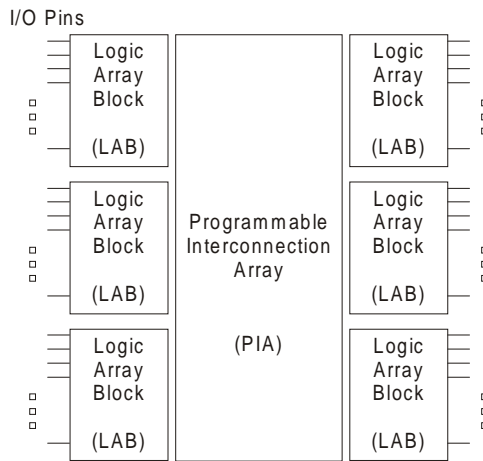 I/O Pins
Logic
Array
Block
(LAB)
Logic
Array
Block
(LAB)
Logic
Array
Block
(LAB)
Programmable
Interconnection
Array
(PIA)
Logic
Array
Block
(LAB)
Logic
Array
Block
(LAB)
Logic
Array
Block
(LAB)